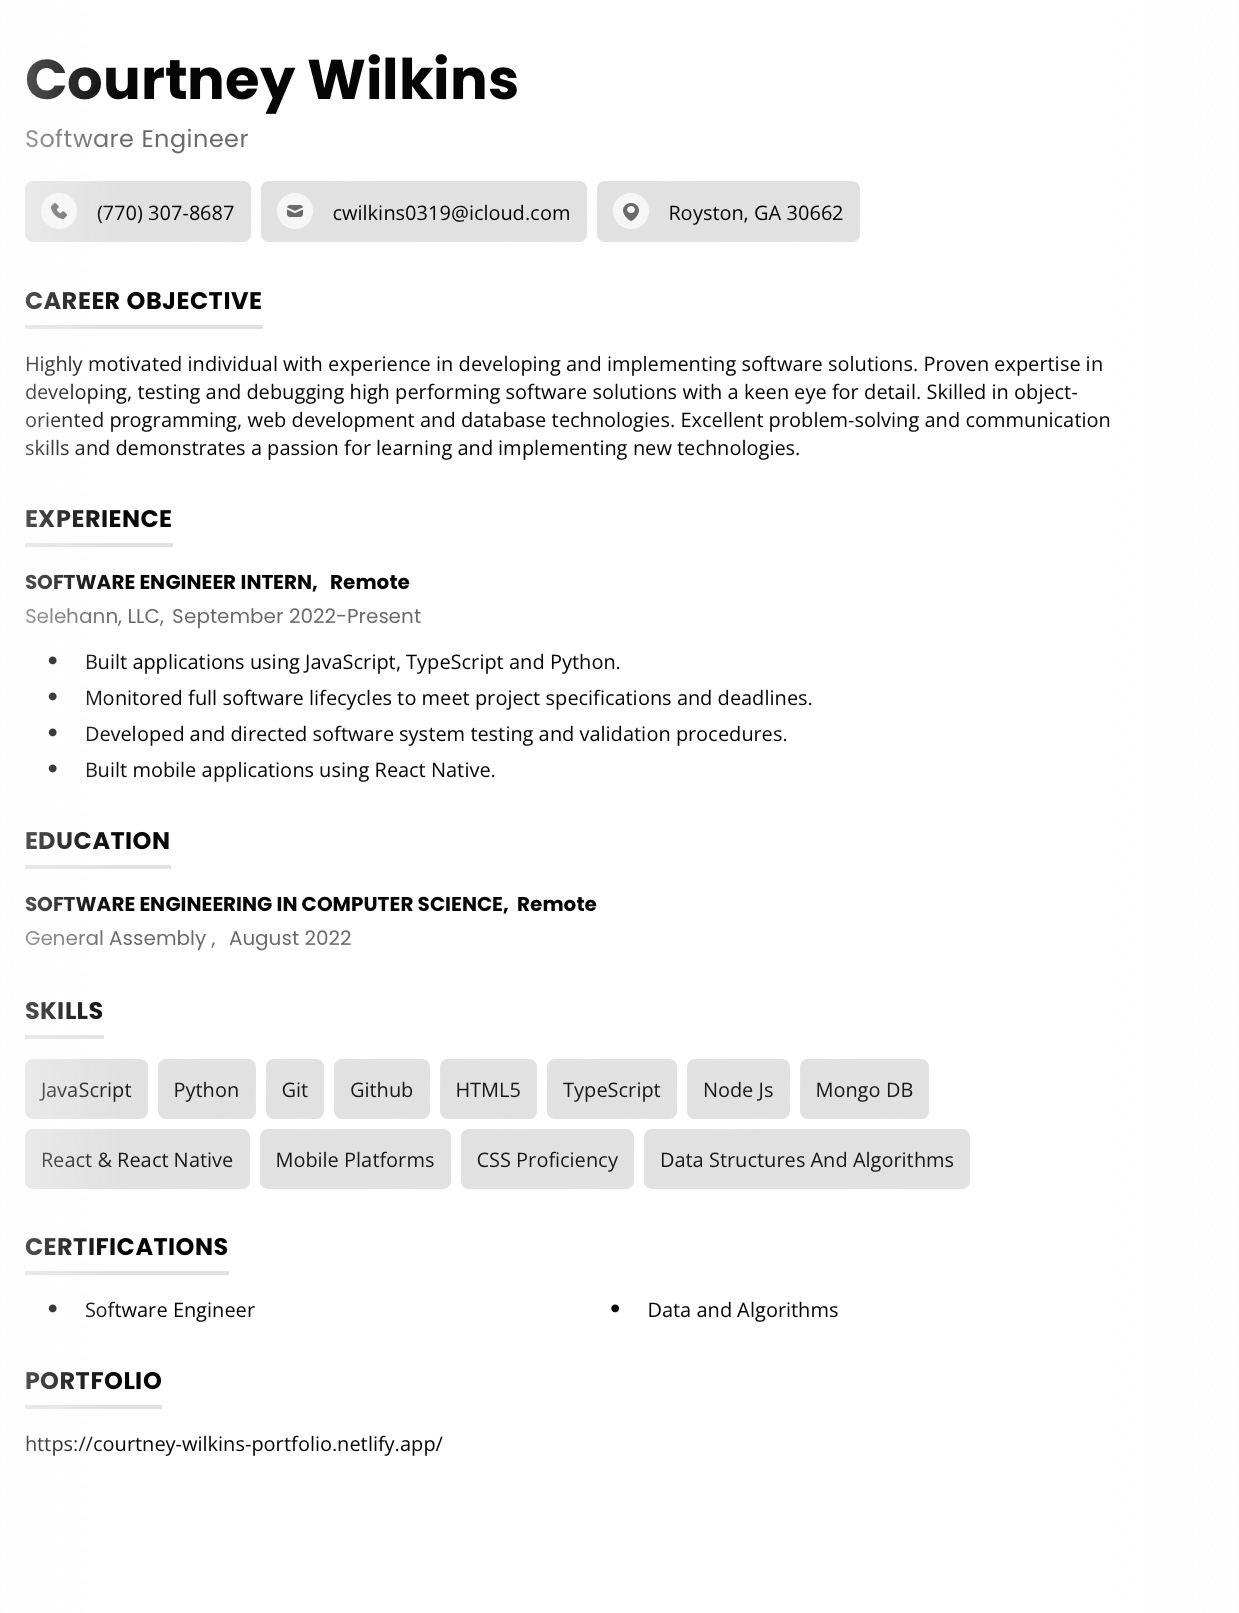 Courtney Wilkins
Software Engineer
(770) 307-8687 cwilkins0319@icloud.com Royston, GA 30662
CAREER OBJECTIVE
Highly motivated individual with experience in developing and implementing software solutions. Proven expertise in
developing, testing and debugging high performing software solutions with a keen eye for detail. Skilled in object-
oriented programming, web development and database technologies. Excellent problem-solving and communication
skills and demonstrates a passion for learning and implementing new technologies.
EXPERIENCE
SOFTWARE ENGINEER INTERN, Remote
Selehann, LLC, September 2022-Present
• Built applications using JavaScript, TypeScript and Python.
• Monitored full software lifecycles to meet project specifications and deadlines.
• Developed and directed software system testing and validation procedures.
• Built mobile applications using React Native.
EDUCATION
SOFTWARE ENGINEERING IN COMPUTER SCIENCE, Remote
General Assembly , August 2022
SKILLS
JavaScript Python Git Github HTML5 TypeScript Node Js Mongo DB
React & React Native Mobile Platforms CSS Proficiency Data Structures And Algorithms
CERTIFICATIONS
• Software Engineer • Data and Algorithms
PORTFOLIO
https://courtney-wilkins-portfolio.netlify.app/